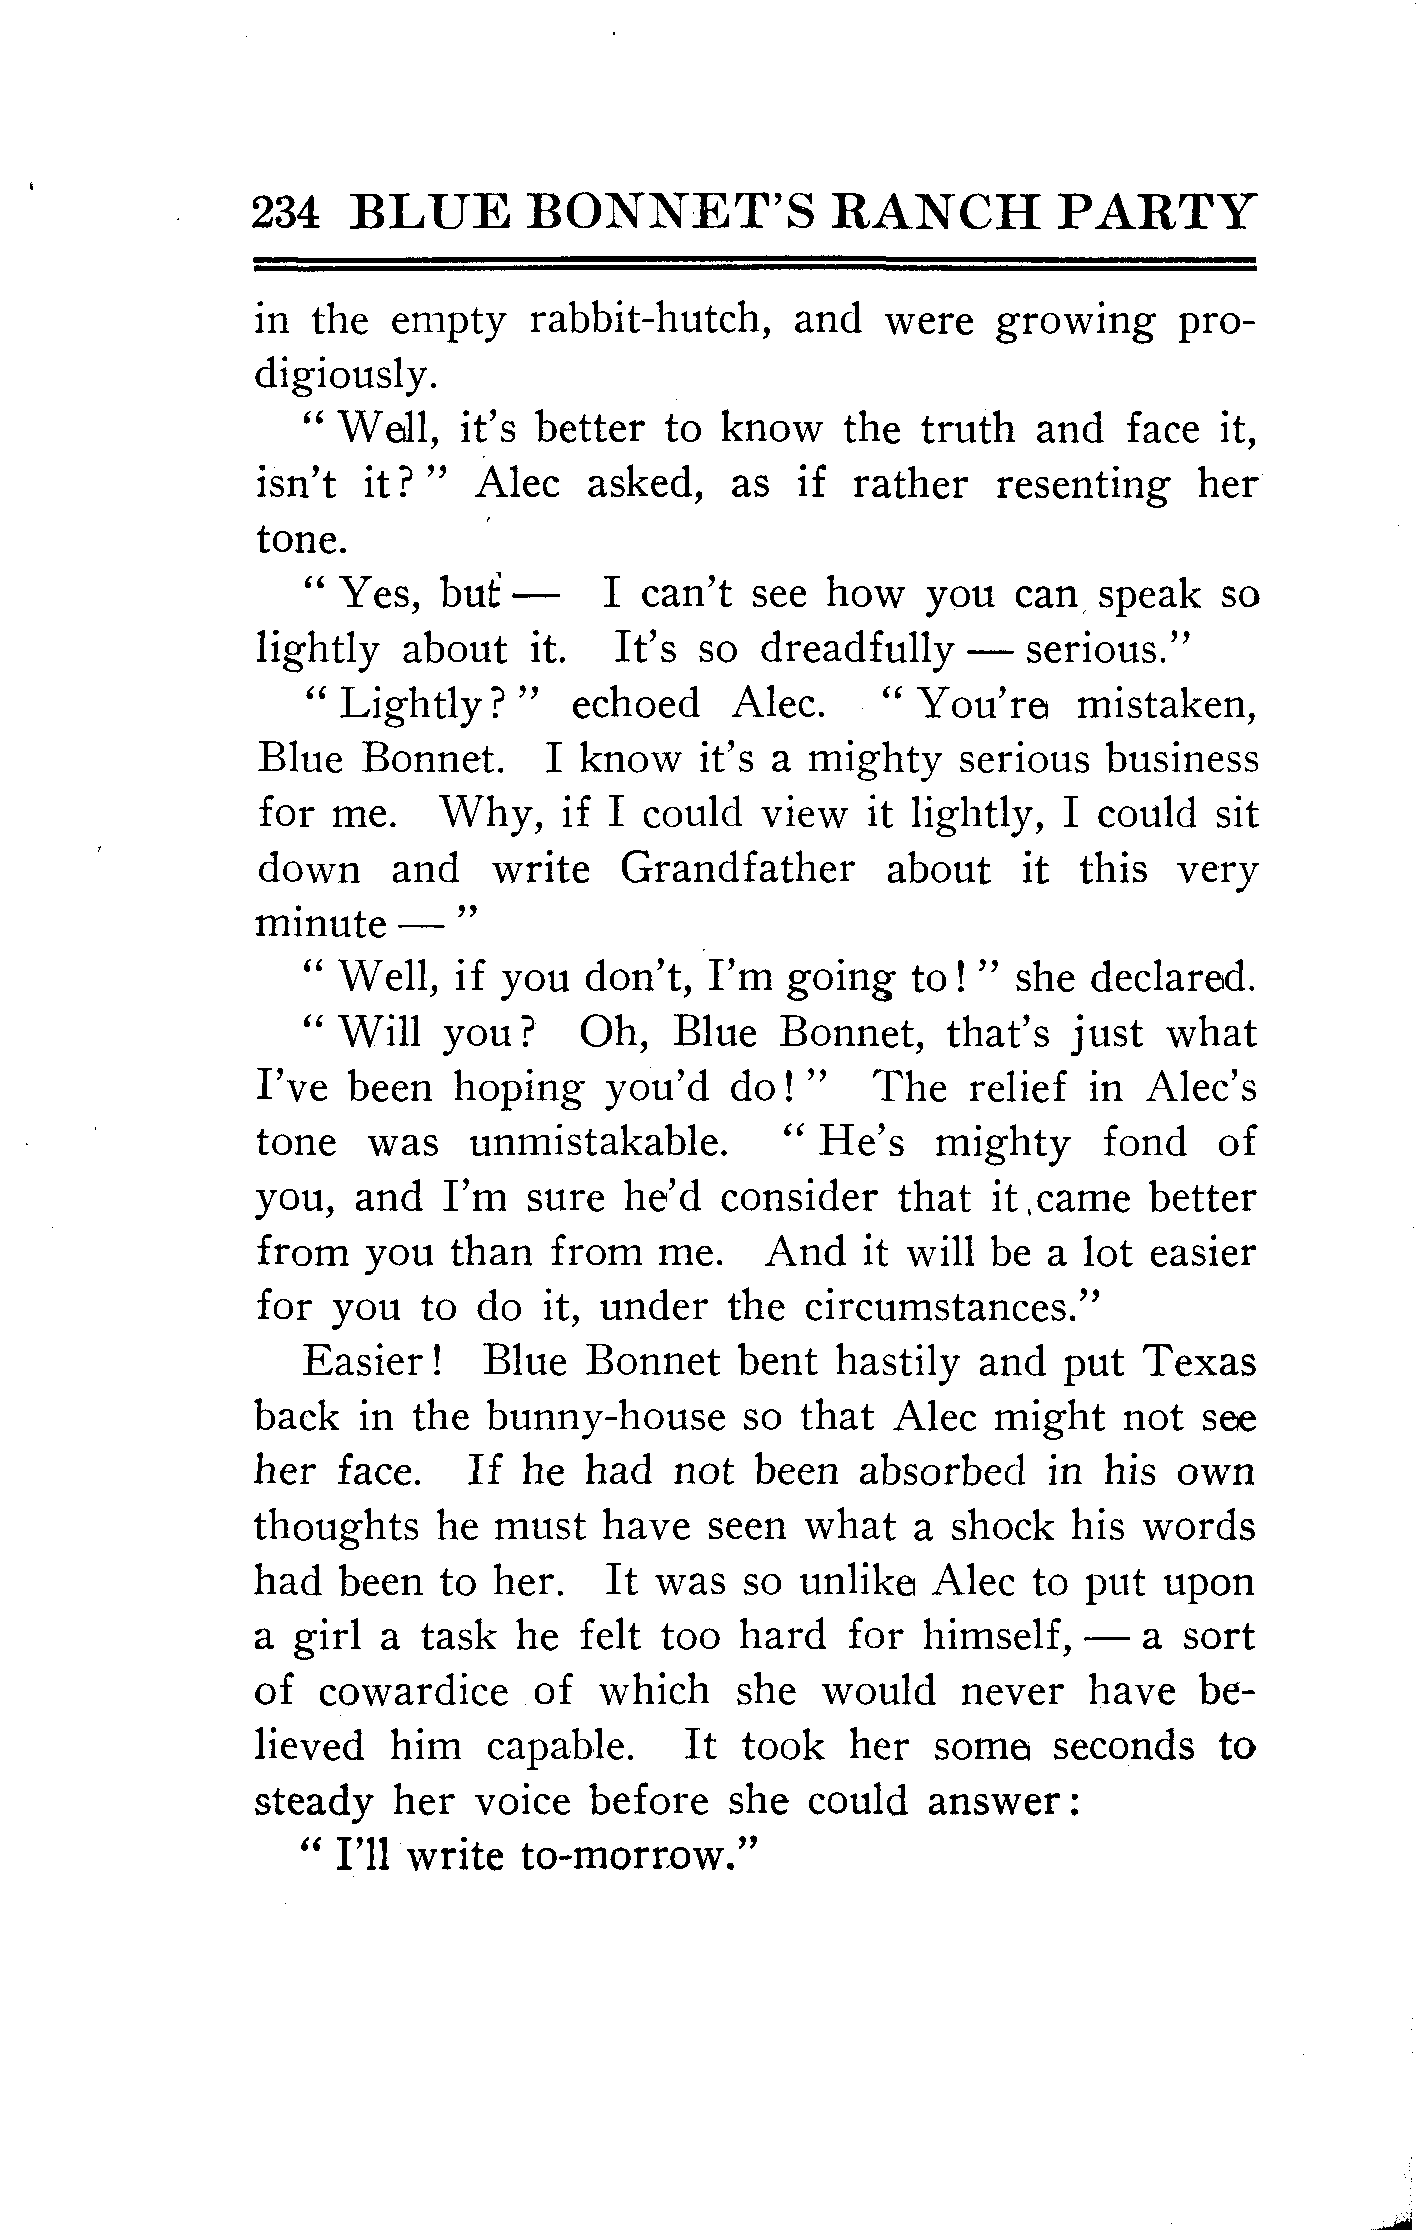 234 BLUE BONNET'S RANCH PARTY
in the empty rabbit-hutch, and were growing pro-
digiously.
" Well, it's better to know the truth and face it,
isn't it? " Alec asked, as if rather resenting her
tone.
" Yes, but — I can't see how you can speak so
lightly about it. It's so dreadfully — serious."
" Lightly? " echoed Alec. " You're mistaken,
Blue Bonnet. I know it's a mighty serious business
for me. Why, if I could view it lightly, I could sit
down and write Grandfather about it this very
minute — "
" Well, if you don't, I'm going to! " she declared.
" Will you? Oh, Blue Bonnet, that's just what
I've been hoping you'd do! " The relief in Alec's
tone was unmistakable. " He's mighty fond of
you, and I'm sure he'd consider that it came better
from you than from me. And it will be a lot easier
for you to do it, under the circumstances."
Easier! Blue Bonnet bent hastily and put Texas
back in the bunny-house so that Alec might not see
her face. If he had not been absorbed in his own
thoughts he must have seen what a shock his words
had been to her. It was so unlike Alec to put upon
a girl a task he felt too hard for himself, — a sort
of cowardice of which she would never have be-
lieved him capable. It took her some seconds to
steady her voice before she could answer:
" I'll write to-morrow."